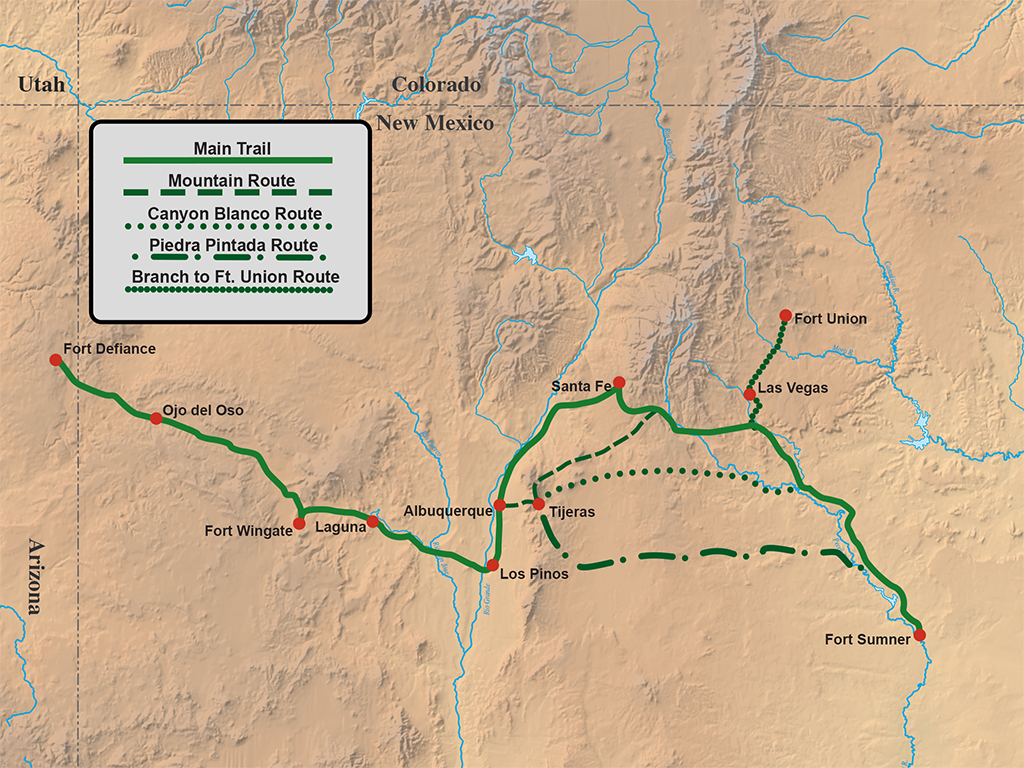 Utah
Colorado
New Mexico
Main Trail
Mountain Route
Canyon Blanco Route
Piedra Pintada Route
Branch to Ft. Union Route
Fort Union
Fort Defiance
Las Vegas
Santa Fe
Ojo del Oso
Albuquerque
Tijeras
Fort Wingate
Laguna
Los Pinos
Arizona
Rio Grande
Fort Sumner